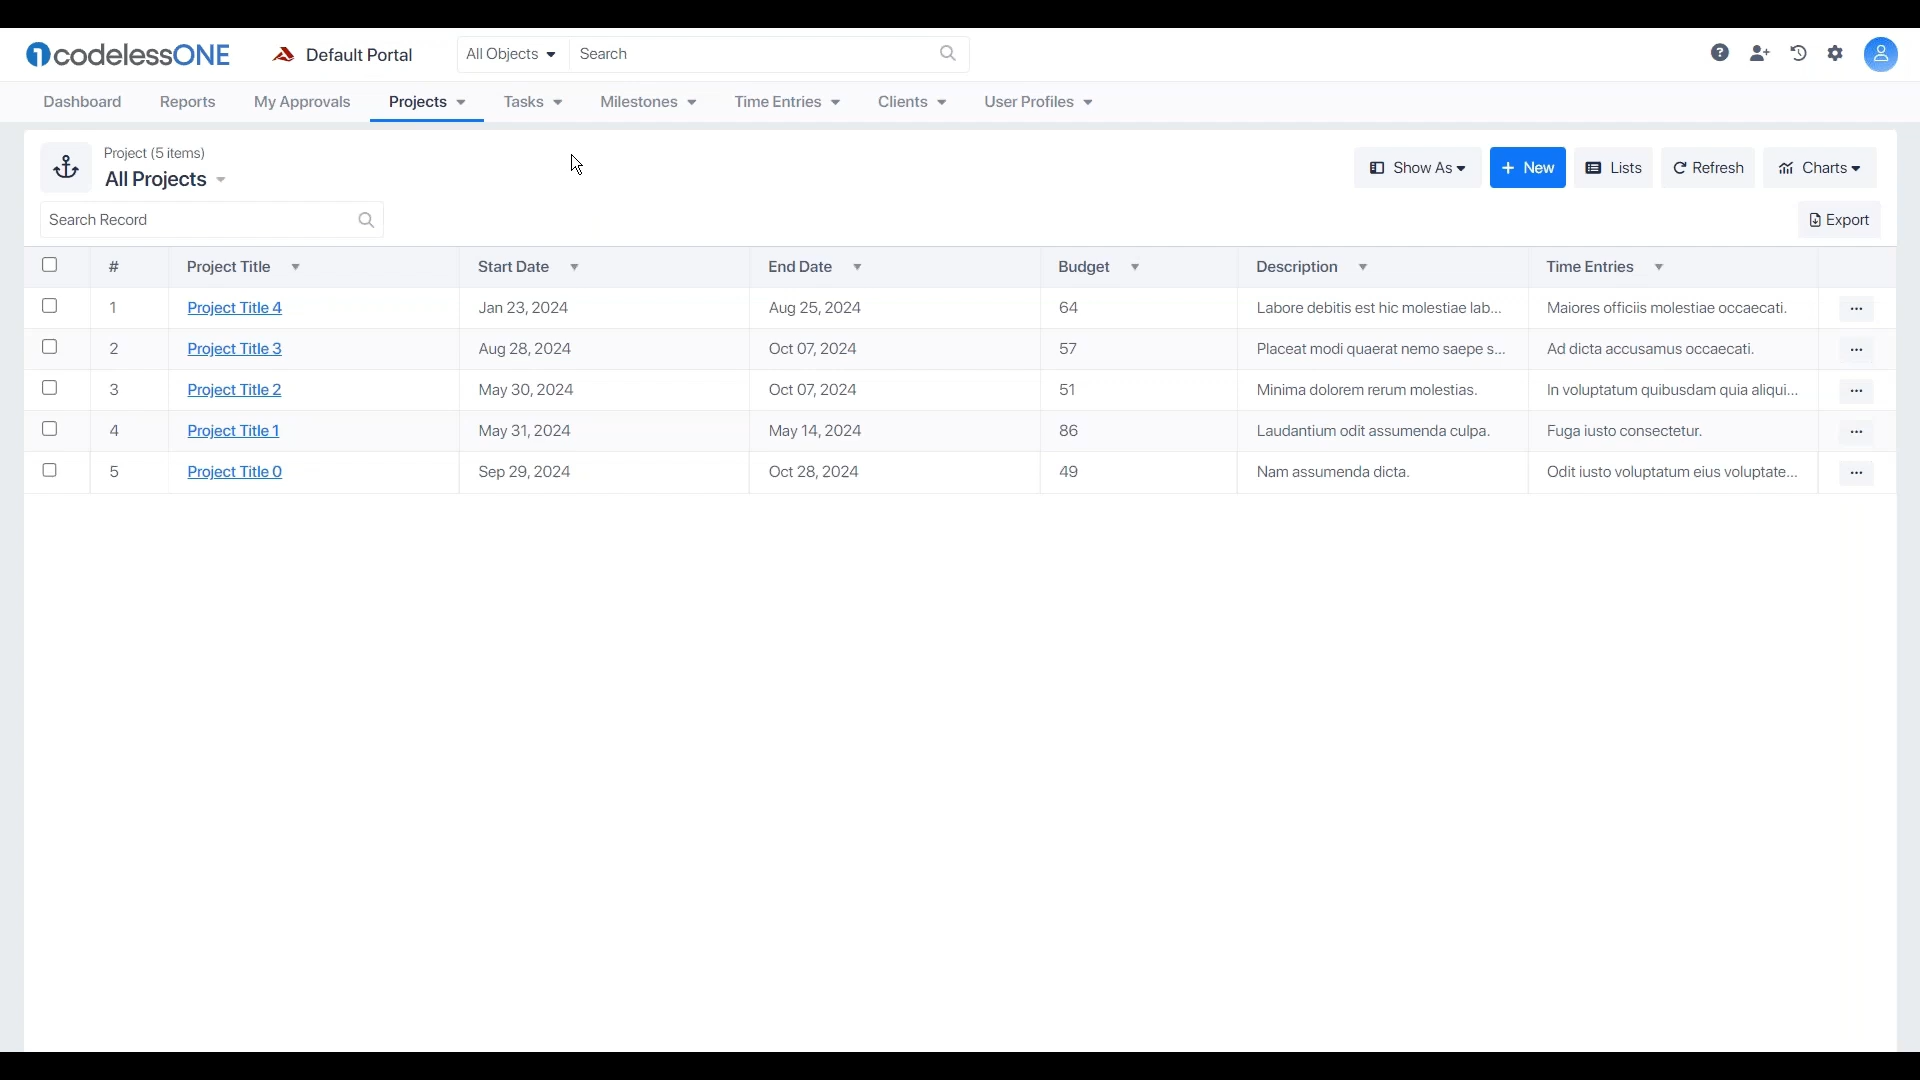 codelessONE Default Portal All Objects Search
Dashboard Reports My Approvals Projects Tasks Milestones Time Entries Clients User Profiles
Project (5 items)
All Projects
Show As + New Lists Refresh Charts
Search Record Export
# Project Title Start Date End Date Budget Description Time Entries
1 Project Title 4 Jan 23, 2024 Aug 25, 2024 64 Labore debitis est hic molestiae lab... Maiores officiis molestiae occaecati. ...
2 Project Title 3 Aug 28, 2024 Oct 07, 2024 57 Placeat modi quaerat nemo saepe s... Ad dicta accusamus occaecati. ...
3 Project Title 2 May 30, 2024 Oct 07, 2024 51 Minima dolorem rerum molestias. In voluptatum quibusdam quia aliqui... ...
4 Project Title 1 May 31, 2024 May 14, 2024 86 Laudantium odit assumenda culpa. Fuga iusto consectetur. ...
5 Project Title 0 Sep 29, 2024 Oct 28, 2024 49 Nam assumenda dicta. Odit iusto voluptatum eius voluptate... ...